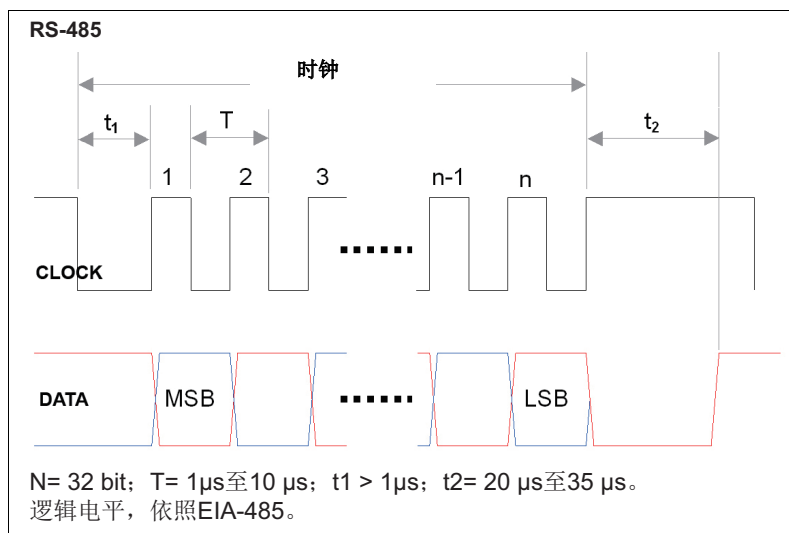 RS-485
时钟
t1 T t2
1 2 3 n-1 n
CLOCK
DATA MSB LSB
N= 32 bit；T= 1μs至10 μs；t1 > 1μs；t2= 20 μs至35 μs。
逻辑电平，依照EIA-485。